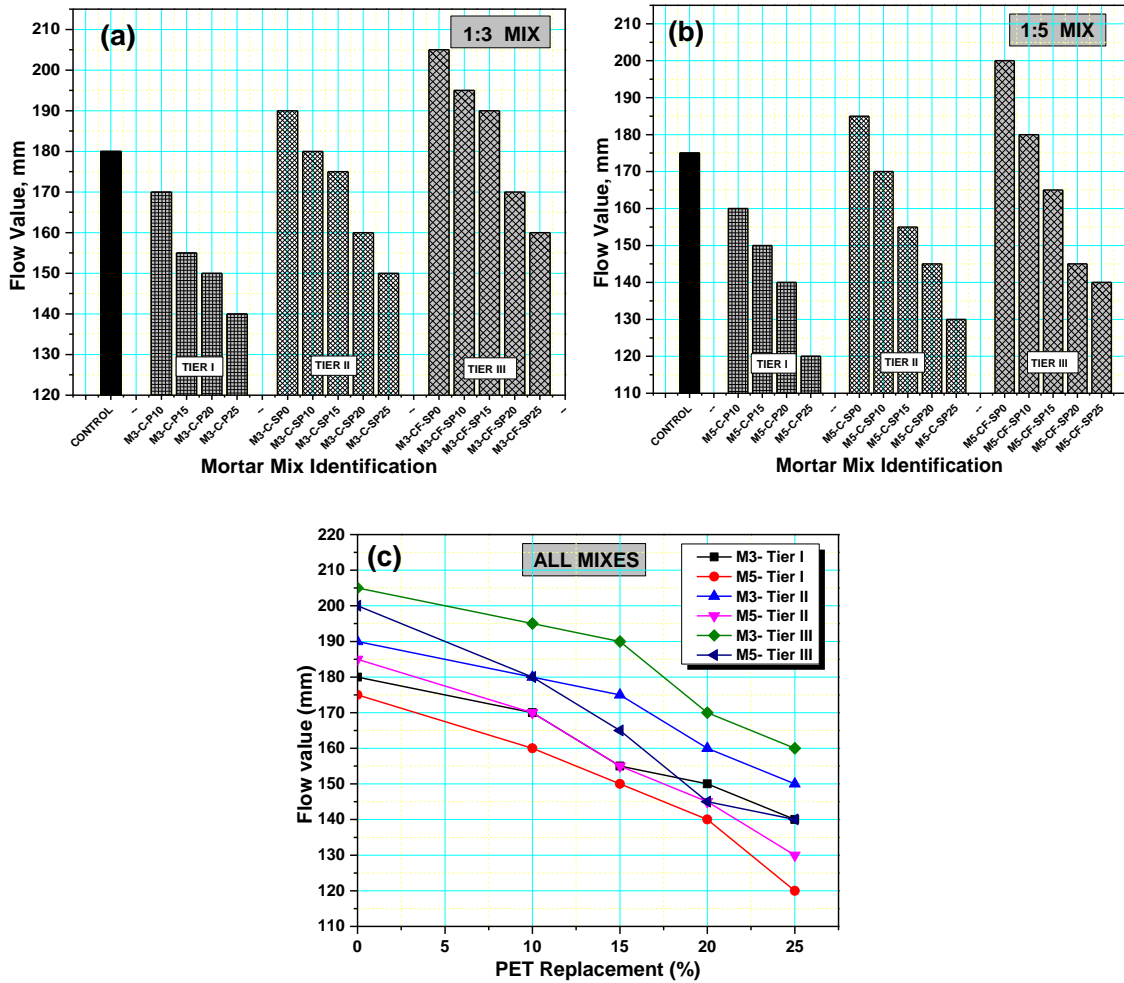 (a)
1:3 MIX
210
200
190
180
170
160
150
140
130
120
Flow Value, mm
TIER I
TIER II
TIER III
CONTROL
--
M3-C-P10
M3-C-P15
M3-C-P20
M3-C-P25
--
M3-C-SP0
M3-C-SP10
M3-C-SP15
M3-C-SP20
M3-C-SP25
--
M3-CF-SP0
M3-CF-SP10
M3-CF-SP15
M3-CF-SP20
M3-CF-SP25
--
Mortar Mix Identification
(b)
1:5 MIX
210
200
190
180
170
160
150
140
130
120
110
Flow Value, mm
TIER I
TIER II
TIER III
CONTROL
--
M5-C-P10
M5-C-P15
M5-C-P20
M5-C-P25
--
M5-C-SP0
M5-C-SP10
M5-C-SP15
M5-C-SP20
M5-C-SP25
--
M5-CF-SP0
M5-CF-SP10
M5-CF-SP15
M5-CF-SP20
M5-CF-SP25
Mortar Mix Identification
(c)
ALL MIXES
M3- Tier I
M5- Tier I
M3- Tier II
M5- Tier II
M3- Tier III
M5- Tier III
220
210
200
190
180
170
160
150
140
130
120
110
Flow value (mm)
0 5 10 15 20 25
PET Replacement (%)